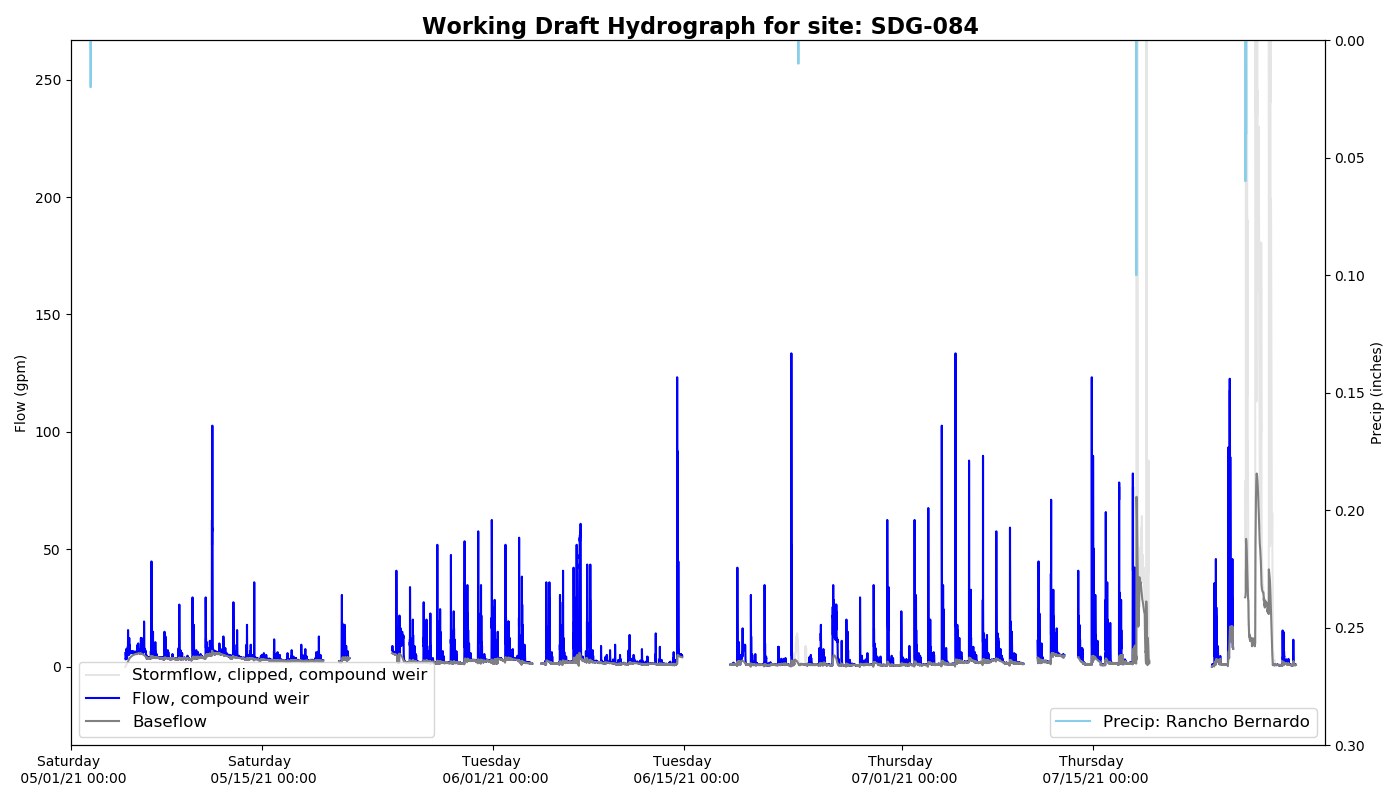 Working Draft Hydrograph for site: SDG-084
250
200
150
100
50
0
Flow (gpm)
0.00
0.05
0.10
0.15
0.20
0.25
0.30
Precip (inches)
Stormflow, clipped, compound weir
Flow, compound weir
Baseflow
Precip: Rancho Bernardo
Saturday
05/01/21 00:00
Saturday
05/15/21 00:00
Tuesday
06/01/21 00:00
Tuesday
06/15/21 00:00
Thursday
07/01/21 00:00
Thursday
07/15/21 00:00